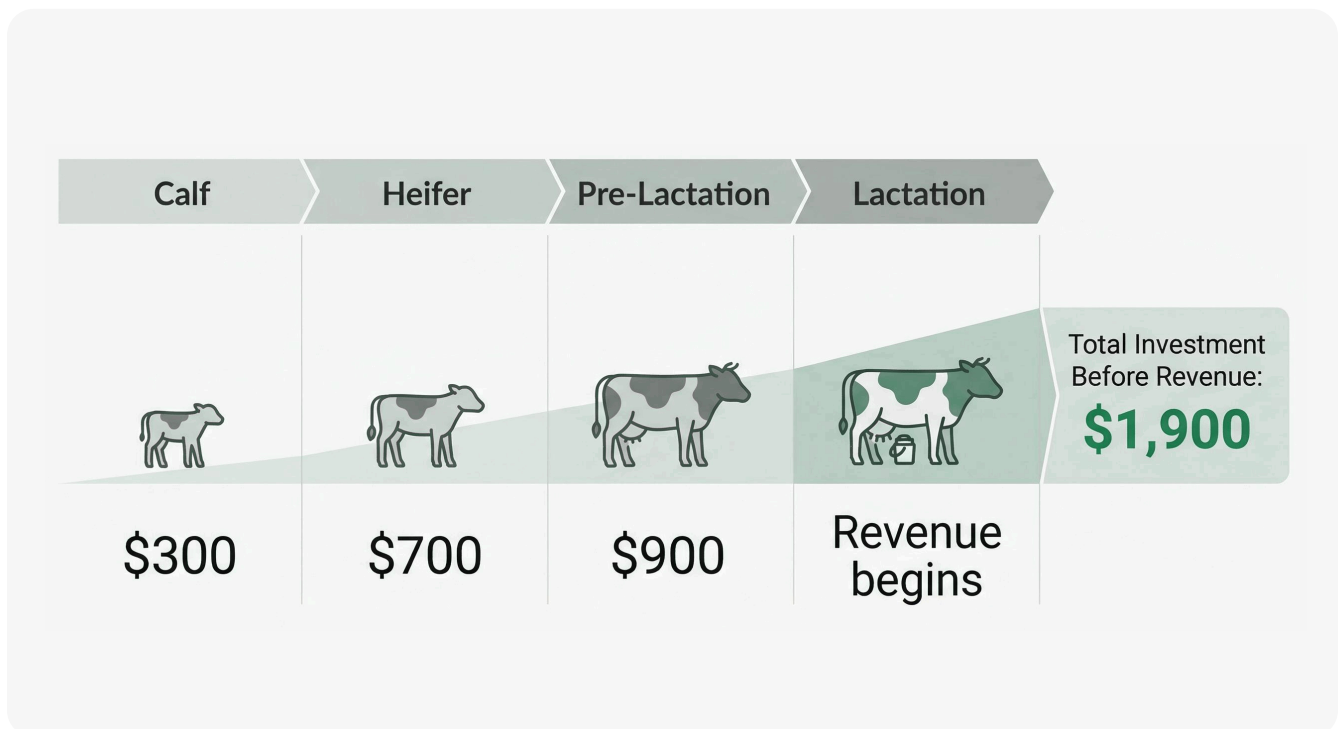 Calf
Heifer
Pre-Lactation
Lactation
Total Investment
Before Revenue:
$1,900
$300
$700
$900
Revenue
begins